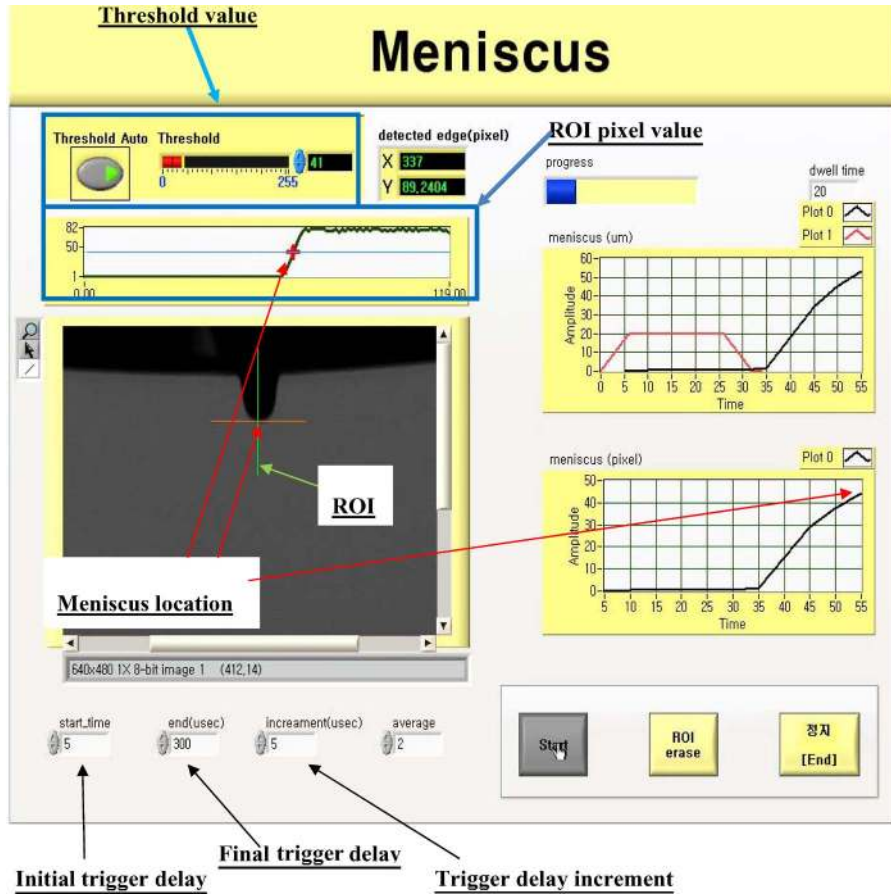 Threshold value
Meniscus
Threshold Auto
Threshold
0
255
41
detected edge(pixel)
X 337
Y 89,2404
ROI pixel value
progress
dwell time
20
Plot 0
Plot 1
82
50
1
0.00
119.00
meniscus (um)
60
50
40
30
20
10
0
Amplitude
0 5 10 15 20 25 30 35 40 45 50 55
Time
ROI
Meniscus location
640x480 1X 8-bit image 1 (412,14)
meniscus (pixel)
Plot 0
50
40
30
20
10
0
Amplitude
5 10 15 20 25 30 35 40 45 50 55
Time
start_time
5
end(usec)
300
increament(usec)
5
average
2
Start
ROI
erase
정지
[End]
Initial trigger delay
Final trigger delay
Trigger delay increment